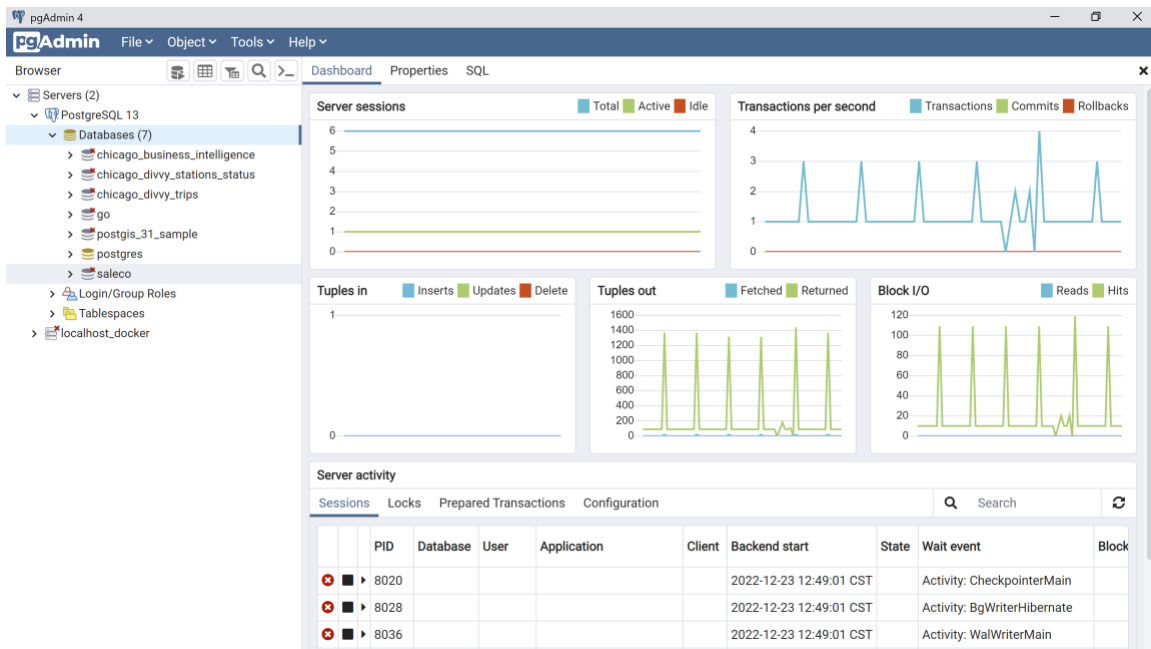 pgAdmin 4
pgAdmin File Object Tools Help
Browser
Dashboard Properties SQL
Servers (2)
PostgreSQL 13
Databases (7)
chicago_business_intelligence
chicago_divvy_stations_status
chicago_divvy_trips
go
postgis_31_sample
postgres
saleco
Login/Group Roles
Tablespaces
localhost_docker
Server sessions Total Active Idle
6
5
4
3
2
1
0
Transactions per second Transactions Commits Rollbacks
4
3
2
1
0
Tuples in Inserts Updates Delete
1
0
Tuples out Fetched Returned
1600
1400
1200
1000
800
600
400
200
0
Block I/O Reads Hits
120
100
80
60
40
20
0
Server activity
Sessions Locks Prepared Transactions Configuration Search
PID Database User Application Client Backend start State Wait event Block
8020 2022-12-23 12:49:01 CST Activity: CheckpointerMain
8028 2022-12-23 12:49:01 CST Activity: BgWriterHibernate
8036 2022-12-23 12:49:01 CST Activity: WalWriterMain